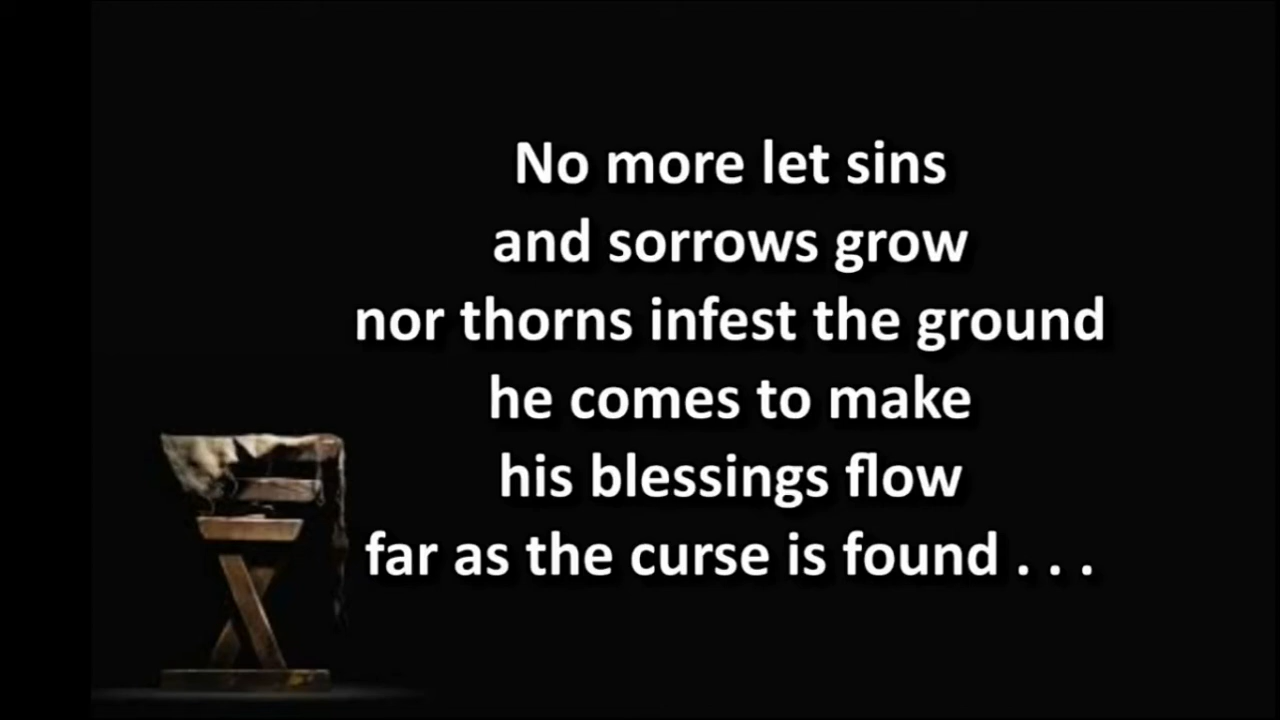 No more let sins
and sorrows grow
nor thorns infest the ground
he comes to make
his blessings flow
far as the curse is found . . .